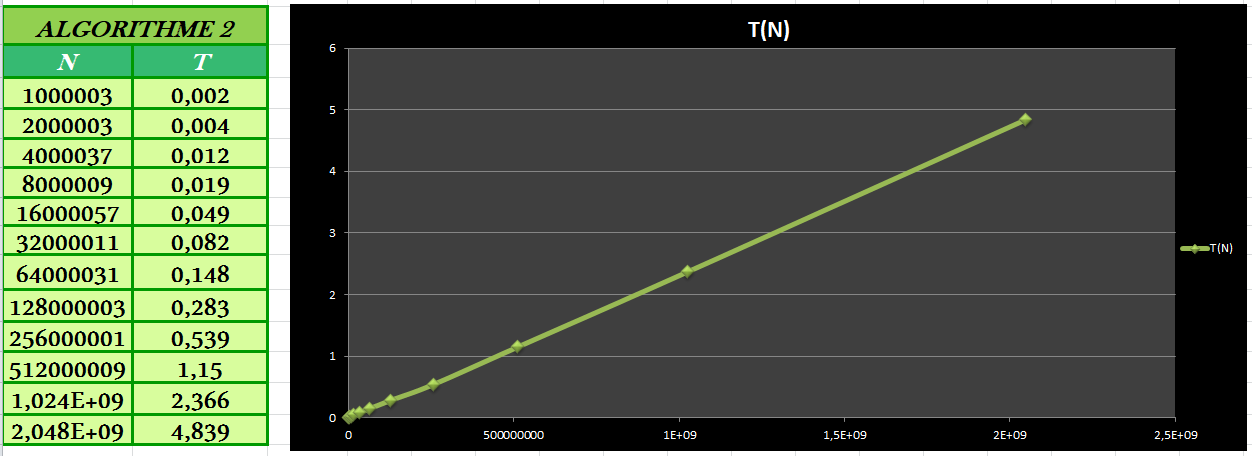 ALGORITHME 2
N T
1000003 0,002
2000003 0,004
4000037 0,012
8000009 0,019
16000057 0,049
32000011 0,082
64000031 0,148
128000003 0,283
256000001 0,539
512000009 1,15
1,024E+09 2,366
2,048E+09 4,839
T(N)
6
5
4
3
2
1
0
0 500000000 1E+09 1,5E+09 2E+09 2,5E+09
T(N)